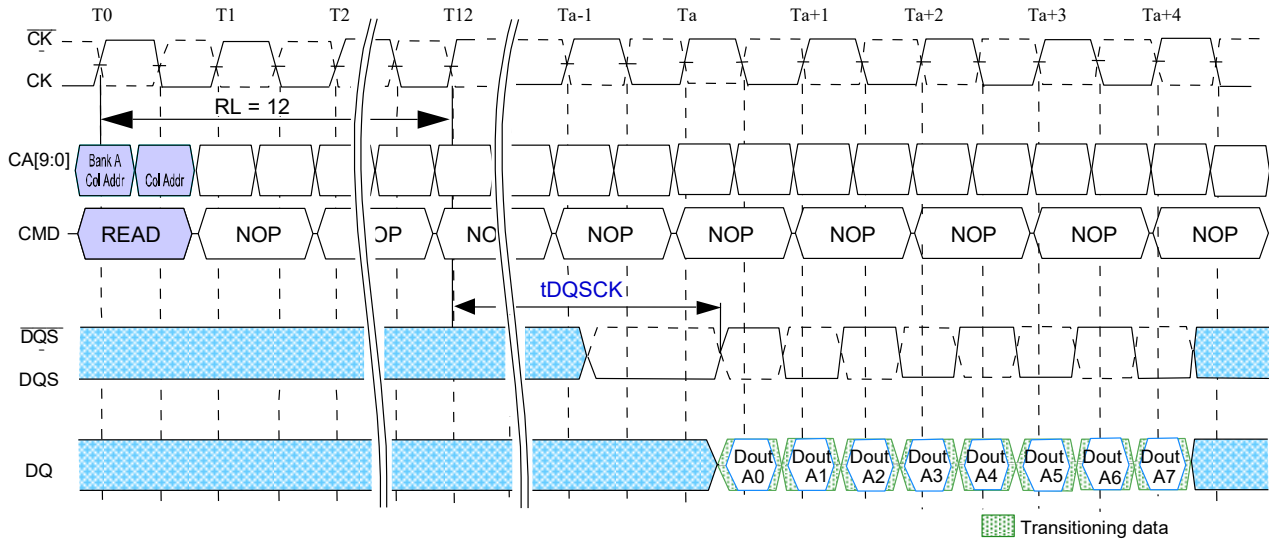 T0 T1 T2 T12 Ta-1 Ta Ta+1 Ta+2 Ta+3 Ta+4
CK
CK
RL = 12
CA[9:0] Bank A Col Addr Col Addr
CMD READ NOP OP NO NOP NOP NOP NOP NOP NOP
tDQSCK
DQS
DQS
DQ Dout A0 Dout A1 Dout A2 Dout A3 Dout A4 Dout A5 Dout A6 Dout A7
Transitioning data